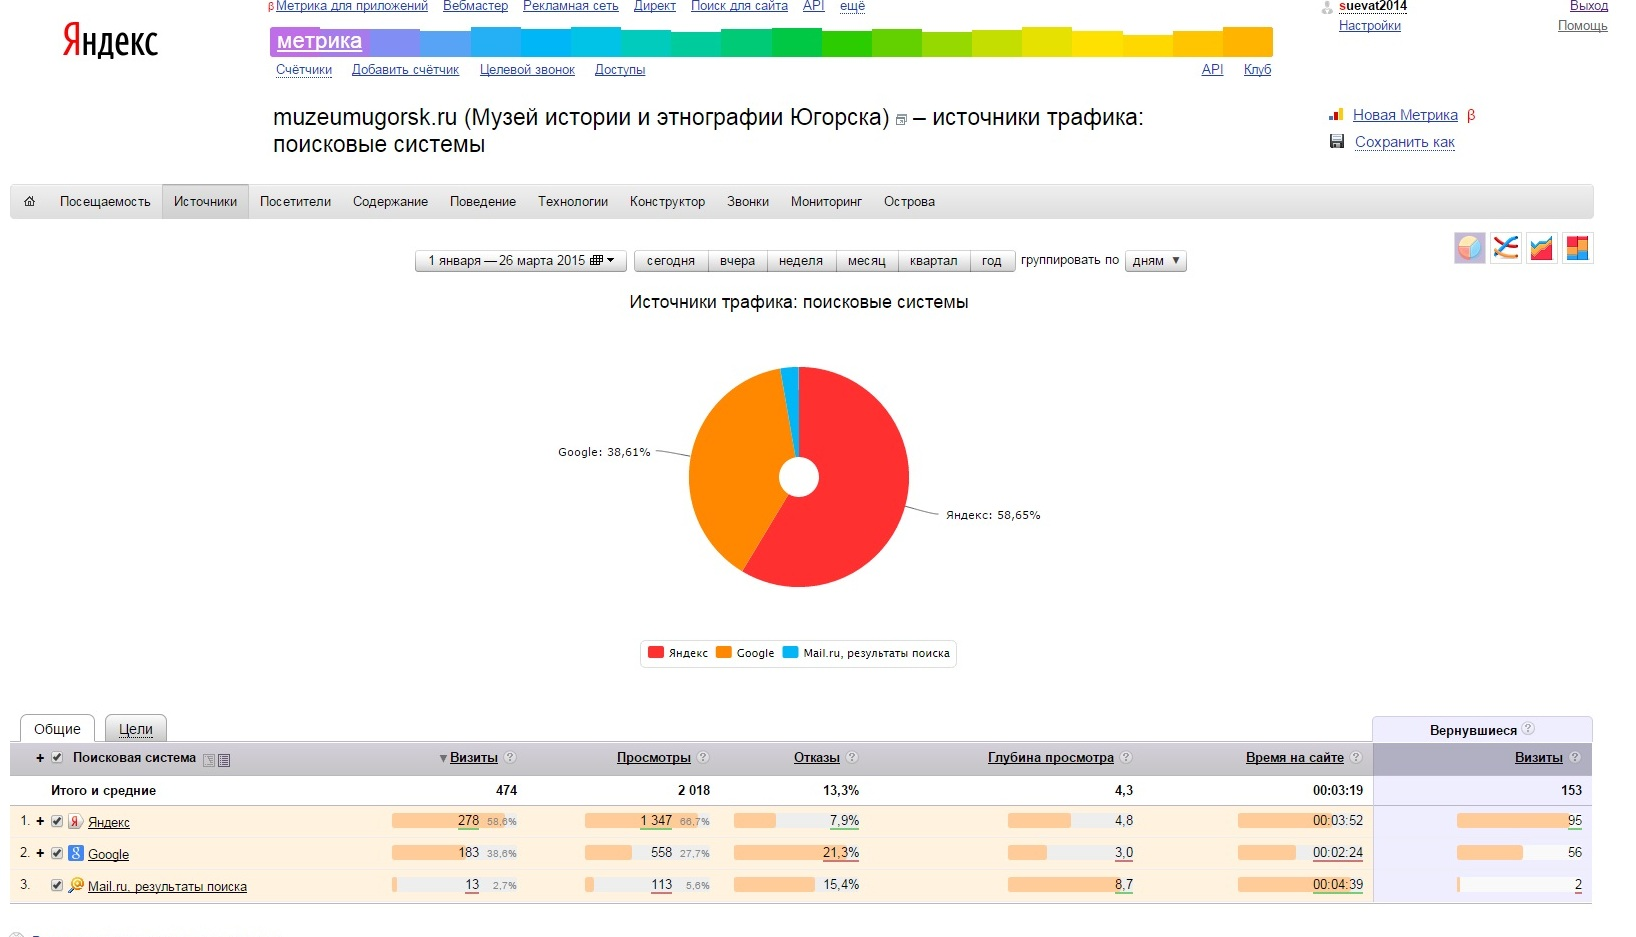 β Метрика для приложений Вебмастер Рекламная сеть Директ Поиск для сайта API ещё suevat2014 Выход
Яндекс
метрика
Настройки Помощь
Счётчики Добавить счётчик Целевой звонок Доступы API Клуб
muzeumugorsk.ru (Музей истории и этнографии Югорска) – источники трафика:
поисковые системы
Новая Метрика β
Сохранить как
Посещаемость Источники Посетители Содержание Поведение Технологии Конструктор Звонки Мониторинг Острова
1 января — 26 марта 2015 сегодня вчера неделя месяц квартал год группировать по дням
Источники трафика: поисковые системы
Google: 38,61%
Яндекс: 58,65%
Яндекс Google Mail.ru, результаты поиска
Общие Цели Вернувшиеся ?
+ Поисковая система ▼ Визиты ? Просмотры ? Отказы ? Глубина просмотра ? Время на сайте ? Визиты ?
Итого и средние 474 2 018 13,3% 4,3 00:03:19 153
1. + Я Яндекс 278 58,6% 1 347 66,7% 7,9% 4,8 00:03:52 95
2. + 8 Google 183 38,6% 558 27,7% 21,3% 3,0 00:02:24 56
3. Mail.ru, результаты поиска 13 2,7% 113 5,6% 15,4% 8,7 00:04:39 2